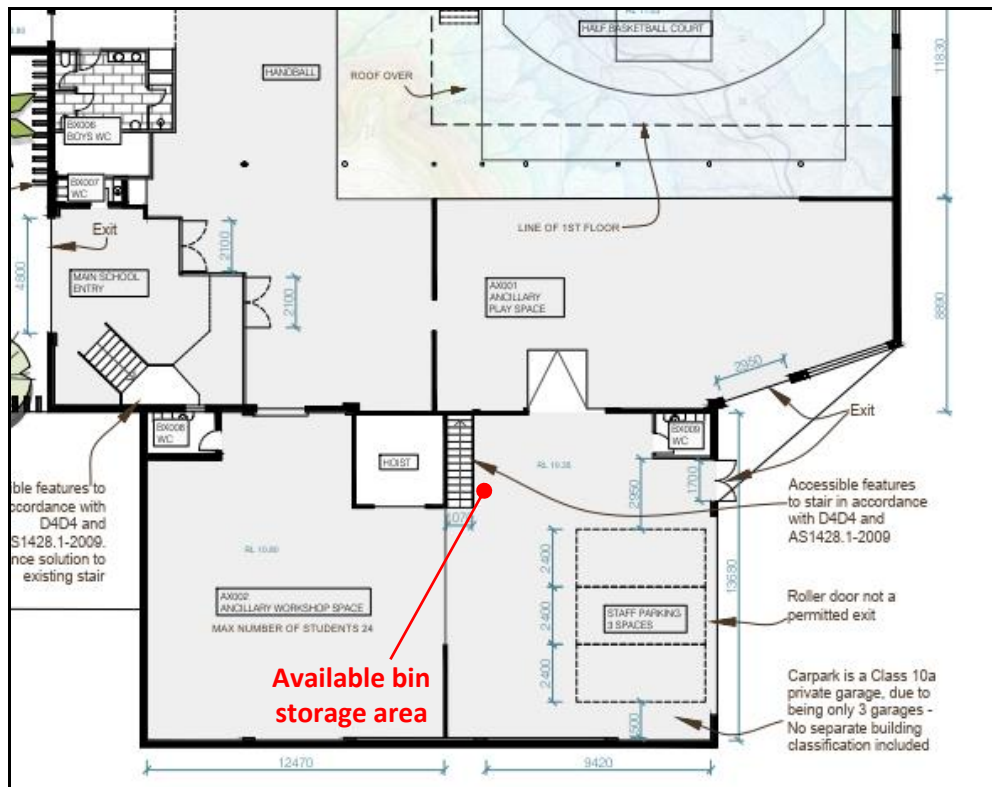 HALF BASKETBALL COURT
11830
HANDBALL
ROOF OVER
BX006
BOYS WC
BX007
WC
Exit
2100
LINE OF 1ST FLOOR
4800
MAIN SCHOOL
ENTRY
2100
AX001
ANCILLARY
PLAY SPACE
8890
2950
Exit
BX008
WC
BX009
WC
HOIST
RL 10.35
2950
1700
ible features to
ccordance with
D4D4 and
S1428.1-2009.
nce solution to
existing stair
Accessible features
to stair in accordance
with D4D4 and
AS1428.1-2009
1070
RL 10.80
2400
13680
AX002
ANCILLARY WORKSHOP SPACE
MAX NUMBER OF STUDENTS 24
2400
STAFF PARKING
3 SPACES
Roller door not a
permitted exit
Available bin
storage area
2400
500
Carpark is a Class 10a
private garage, due to
being only 3 garages -
No separate building
classification included
12470
9420